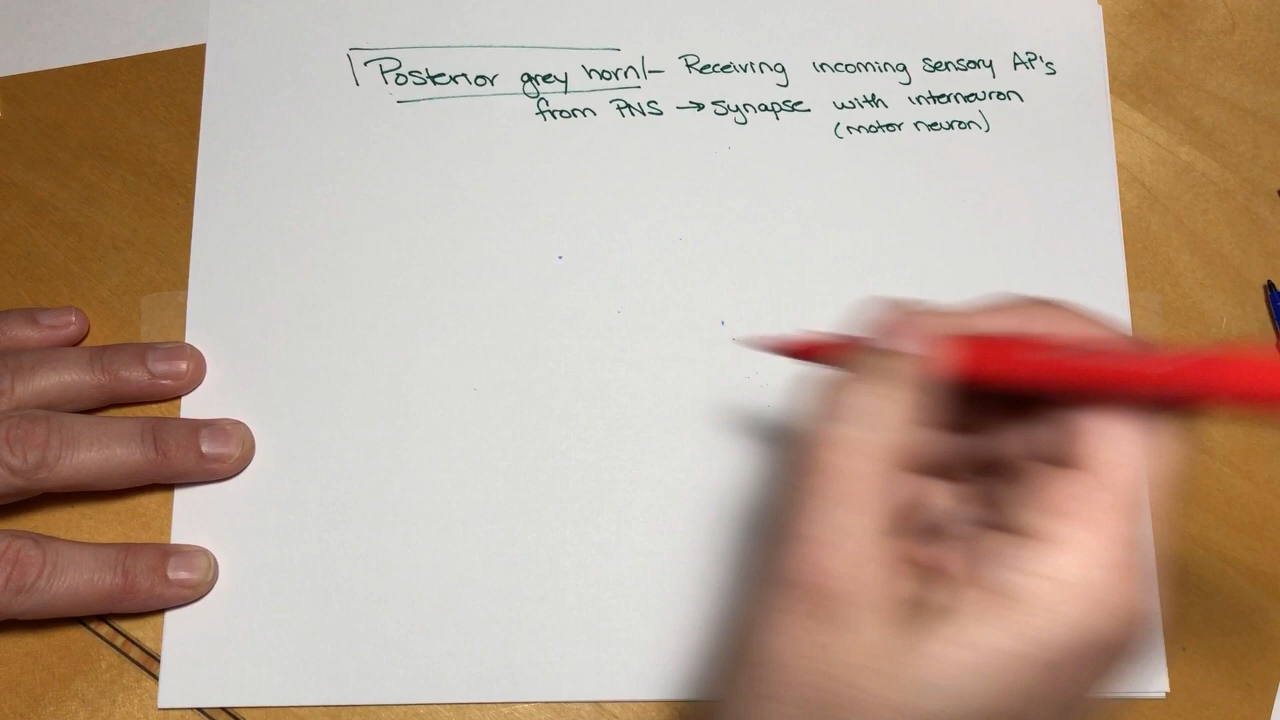 Posterior grey horn - Receiving incoming sensory AP's
from PNS → synapse with interneuron
(motor neuron)